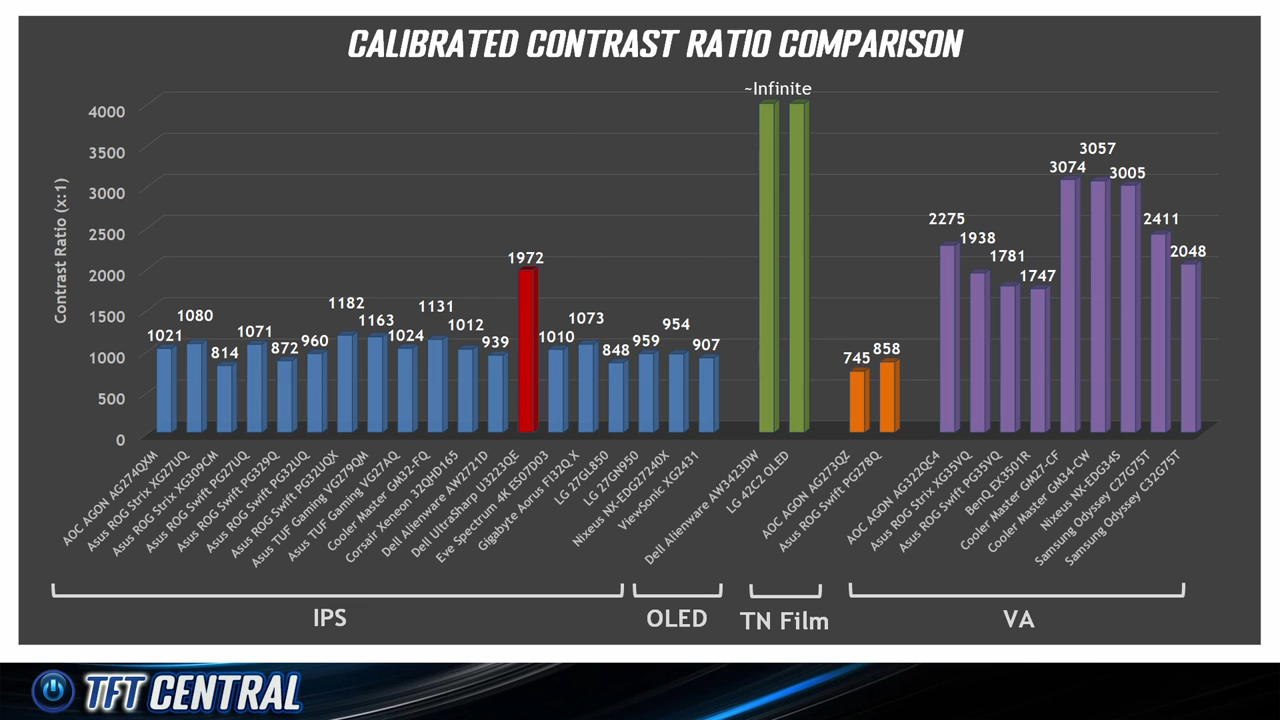 CALIBRATED CONTRAST RATIO COMPARISON
~Infinite
4000
3500
3000
2500
2000
1500
1000
500
0
Contrast Ratio (x:1)
1021
1080
814
1071
872
960
1182
1163
1024
1131
1012
939
1972
1010
1073
848
959
954
907
745
858
2275
1938
1781
1747
3074
3057
3005
2411
2048
AOC AGON AG274QXM
Asus ROG Strix XG27UQ
Asus ROG Strix XG309CM
Asus ROG Swift PG27UQ
Asus ROG Swift PG329Q
Asus ROG Swift PG32UQ
Asus ROG Swift PG32UQX
Asus TUF Gaming VG279QM
Asus TUF Gaming VG27AQ
Cooler Master GM32-FQ
Corsair Xeneon 32QHD165
Dell Alienware AW2721D
Dell UltraSharp U3223QE
Eve Spectrum 4K ES07D03
Gigabyte Aorus FI32Q X
LG 27GL850
LG 27GN950
Nixeus NX-EDG27240X
ViewSonic XG2431
Dell Alienware AW3423DW
LG 42C2 OLED
AOC AGON AG273QZ
Asus ROG Swift PG278Q
AOC AGON AG322QC4
Asus ROG Strix XG35VQ
Asus ROG Swift PG35VQ
BenQ EX3501R
Cooler Master GM27-CF
Cooler Master GM34-CW
Nixeus NX-EDG34S
Samsung Odyssey C27G75T
Samsung Odyssey C32G75T
IPS
OLED
TN Film
VA
TFT CENTRAL